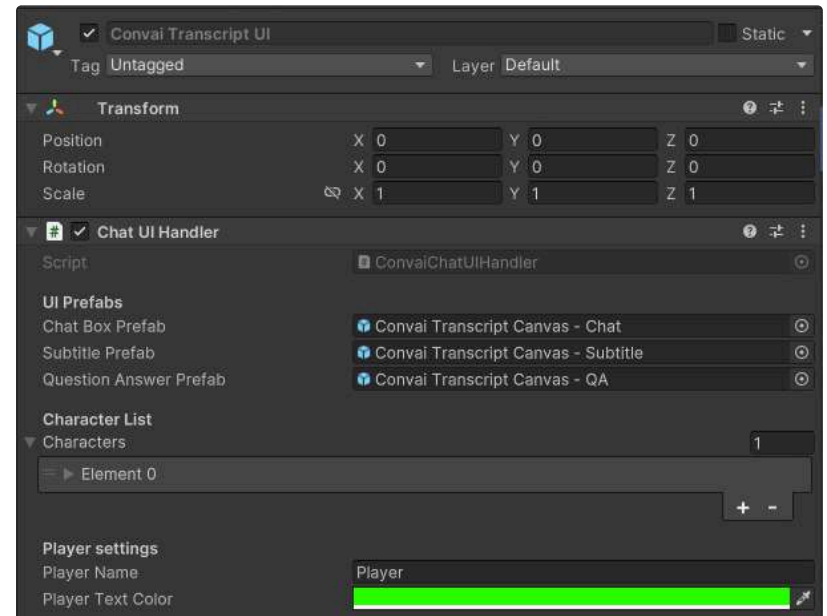 Convai Transcript UI Static
Tag Untagged Layer Default
Transform
Position X 0 Y 0 Z 0
Rotation X 0 Y 0 Z 0
Scale X 1 Y 1 Z 1
# Chat UI Handler
Script ConvaiChatUIHandler
UI Prefabs
Chat Box Prefab Convai Transcript Canvas - Chat
Subtitle Prefab Convai Transcript Canvas - Subtitle
Question Answer Prefab Convai Transcript Canvas - QA
Character List
Characters 1
Element 0
+ -
Player settings
Player Name Player
Player Text Color